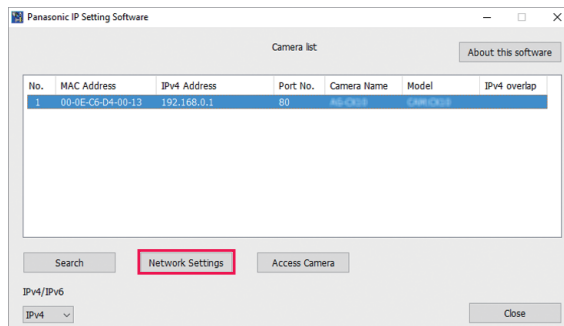 Panasonic IP Setting Software
Camera list
About this software
No. MAC Address IPv4 Address Port No. Camera Name Model IPv4 overlap
1 00-0E-C6-D4-00-13 192.168.0.1 80
Search Network Settings Access Camera
IPv4/IPv6
IPv4 Close